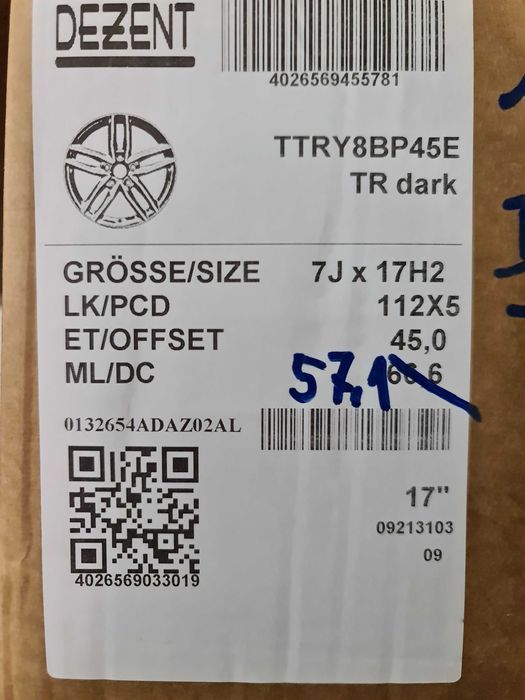 DEZENT
4026569455781
TTRY8BP45E
TR dark
GRÖSSE/SIZE 7J x 17H2
LK/PCD 112X5
ET/OFFSET 45,0
ML/DC 57,1 66,6
0132654ADAZ02AL
17"
09213103
09
4026569033019